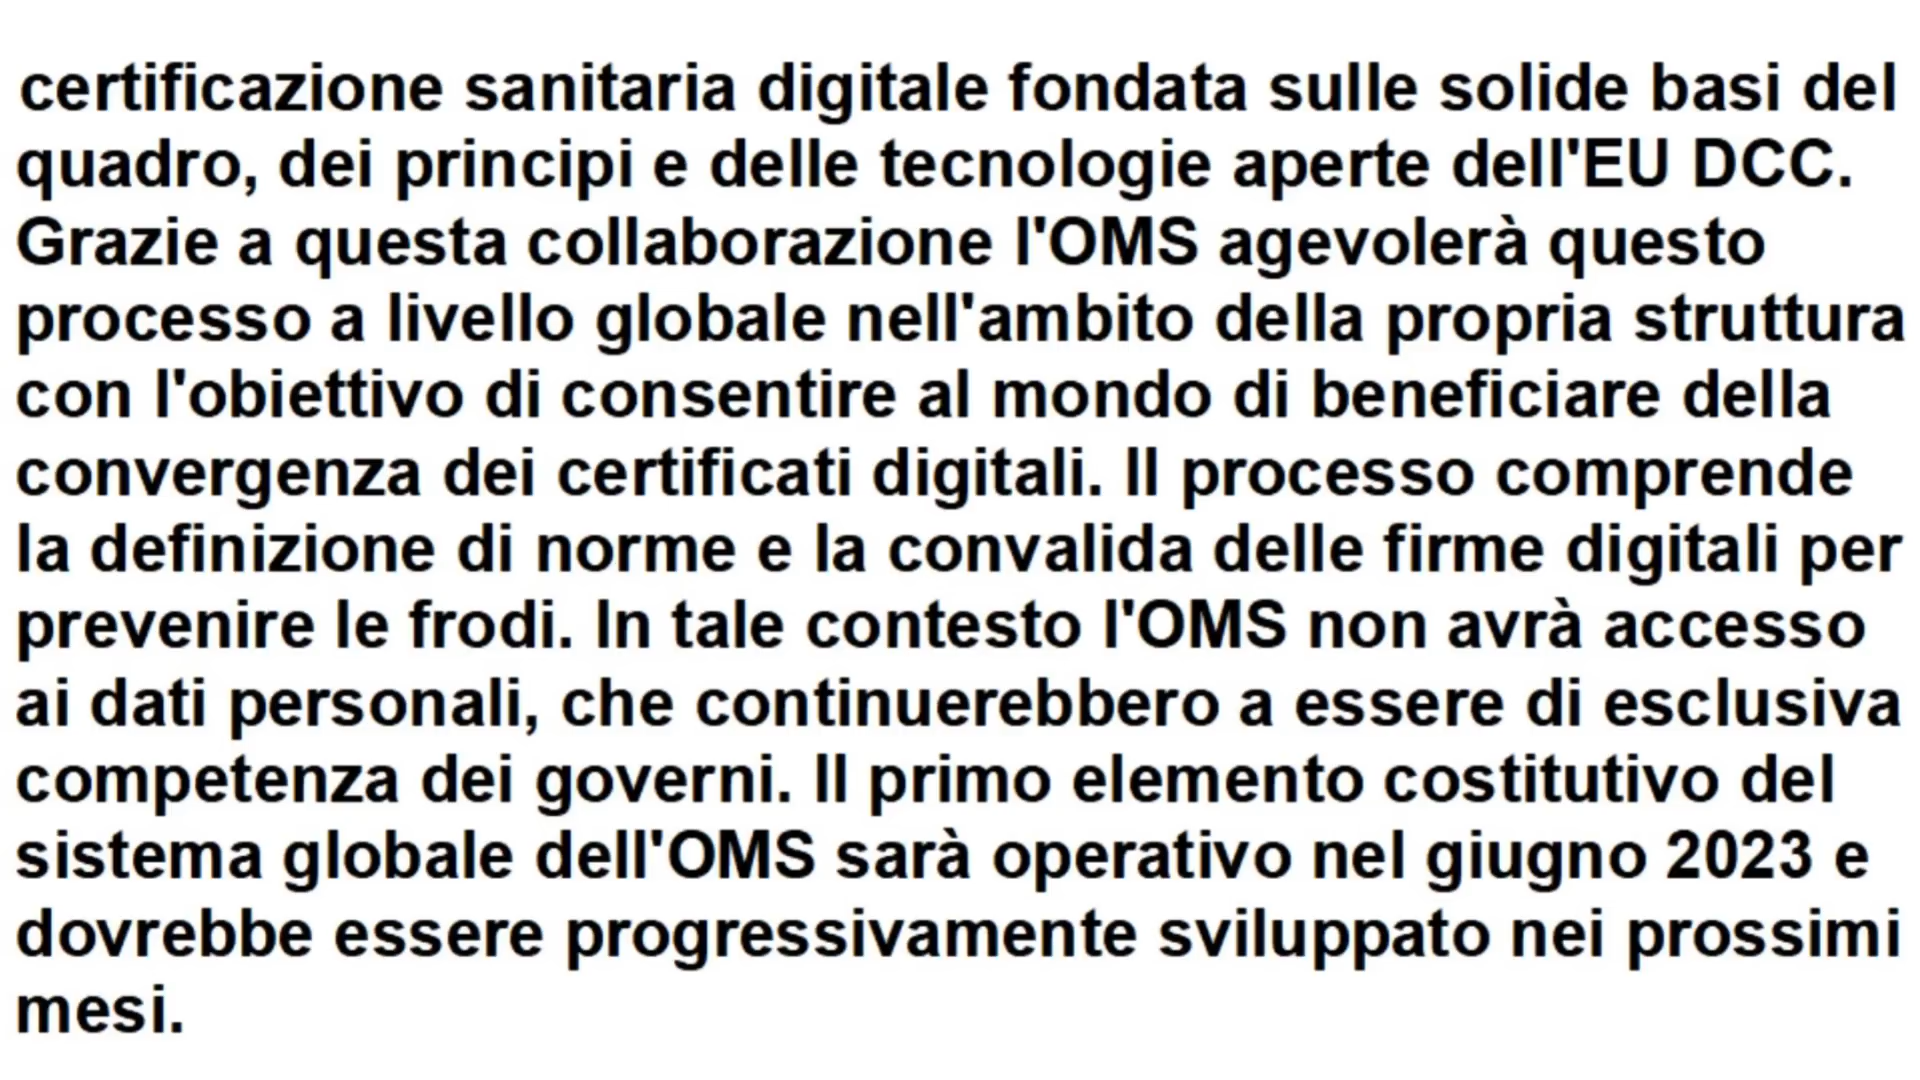 certificazione sanitaria digitale fondata sulle solide basi del
quadro, dei principi e delle tecnologie aperte dell'EU DCC.
Grazie a questa collaborazione l'OMS agevolerà questo
processo a livello globale nell'ambito della propria struttura
con l'obiettivo di consentire al mondo di beneficiare della
convergenza dei certificati digitali. Il processo comprende
la definizione di norme e la convalida delle firme digitali per
prevenire le frodi. In tale contesto l'OMS non avrà accesso
ai dati personali, che continuerebbero a essere di esclusiva
competenza dei governi. Il primo elemento costitutivo del
sistema globale dell'OMS sarà operativo nel giugno 2023 e
dovrebbe essere progressivamente sviluppato nei prossimi
mesi.